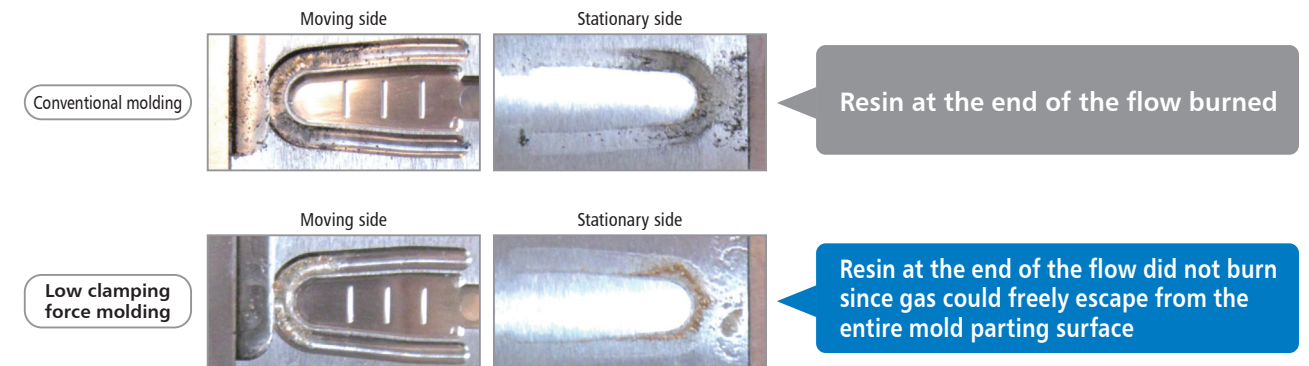 Moving side
Stationary side
Conventional molding
Resin at the end of the flow burned
Moving side
Stationary side
Low clamping
force molding
Resin at the end of the flow did not burn
since gas could freely escape from the
entire mold parting surface